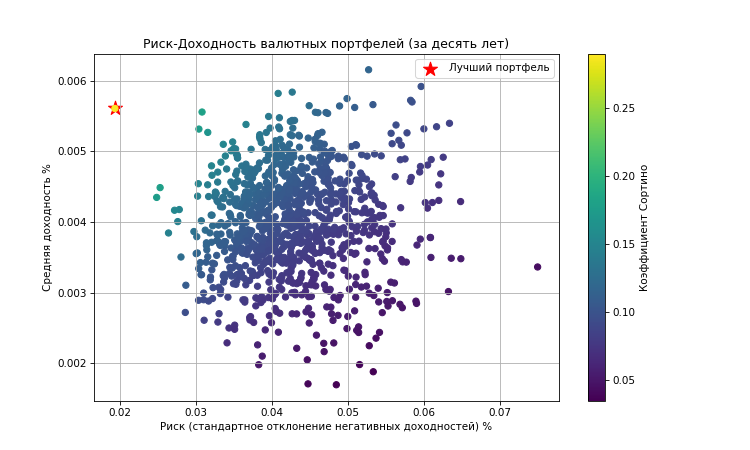 Риск-Доходность валютных портфелей (за десять лет)
Лучший портфель
0.006
0.005
0.004
0.003
0.002
Средняя доходность %
0.02 0.03 0.04 0.05 0.06 0.07
Риск (стандартное отклонение негативных доходностей) %
0.25
0.20
0.15
0.10
0.05
Коэффициент Сортино